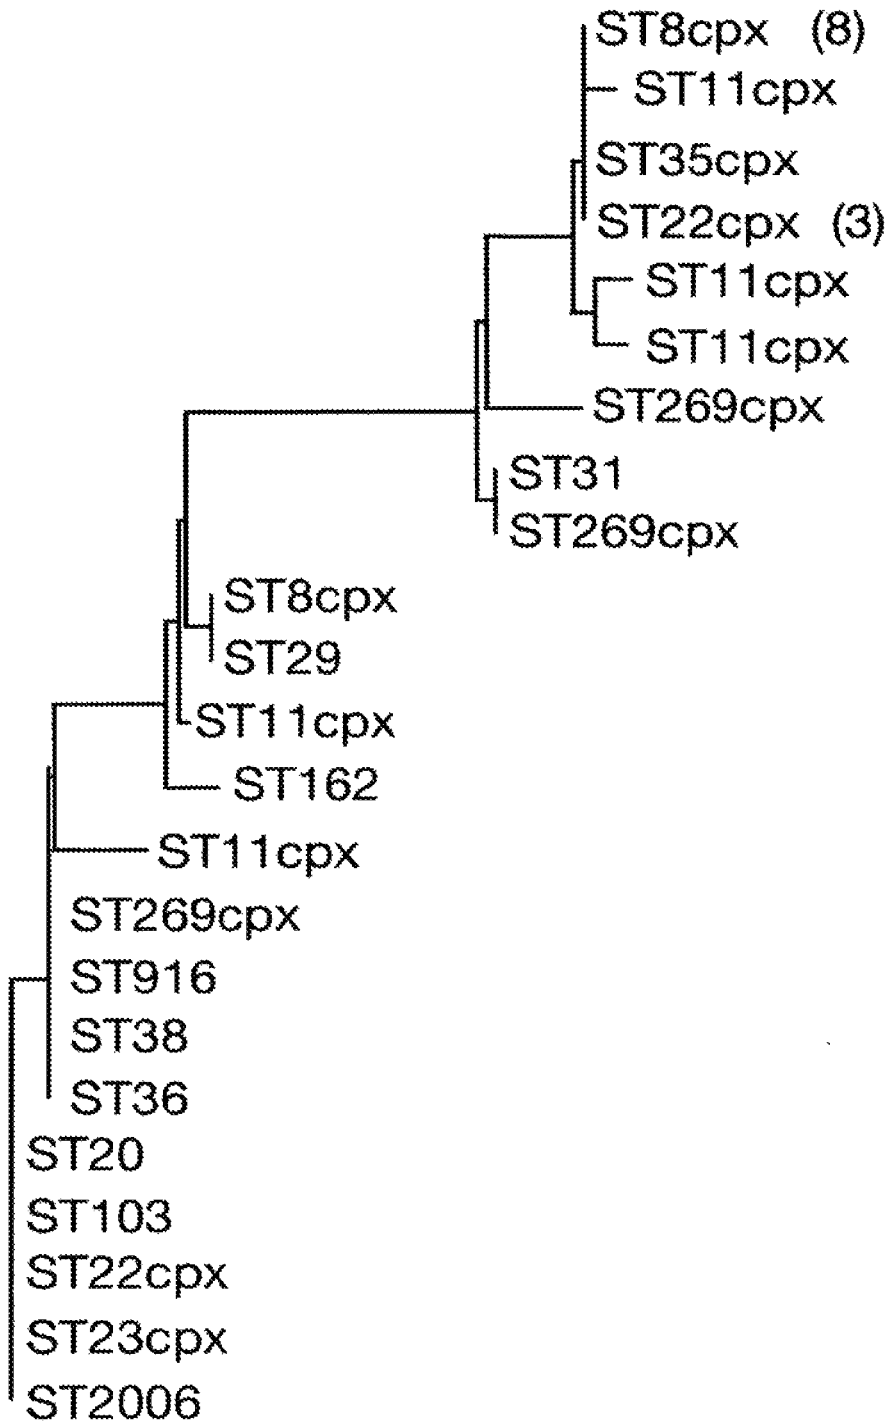 ST8cpx (8)
ST11cpx
ST35cpx
ST22cpx (3)
ST11cpx
ST11cpx
ST269cpx
ST31
ST269cpx
ST8cpx
ST29
ST11cpx
ST162
ST11cpx
ST269cpx
ST916
ST38
ST36
ST20
ST103
ST22cpx
ST23cpx
ST2006